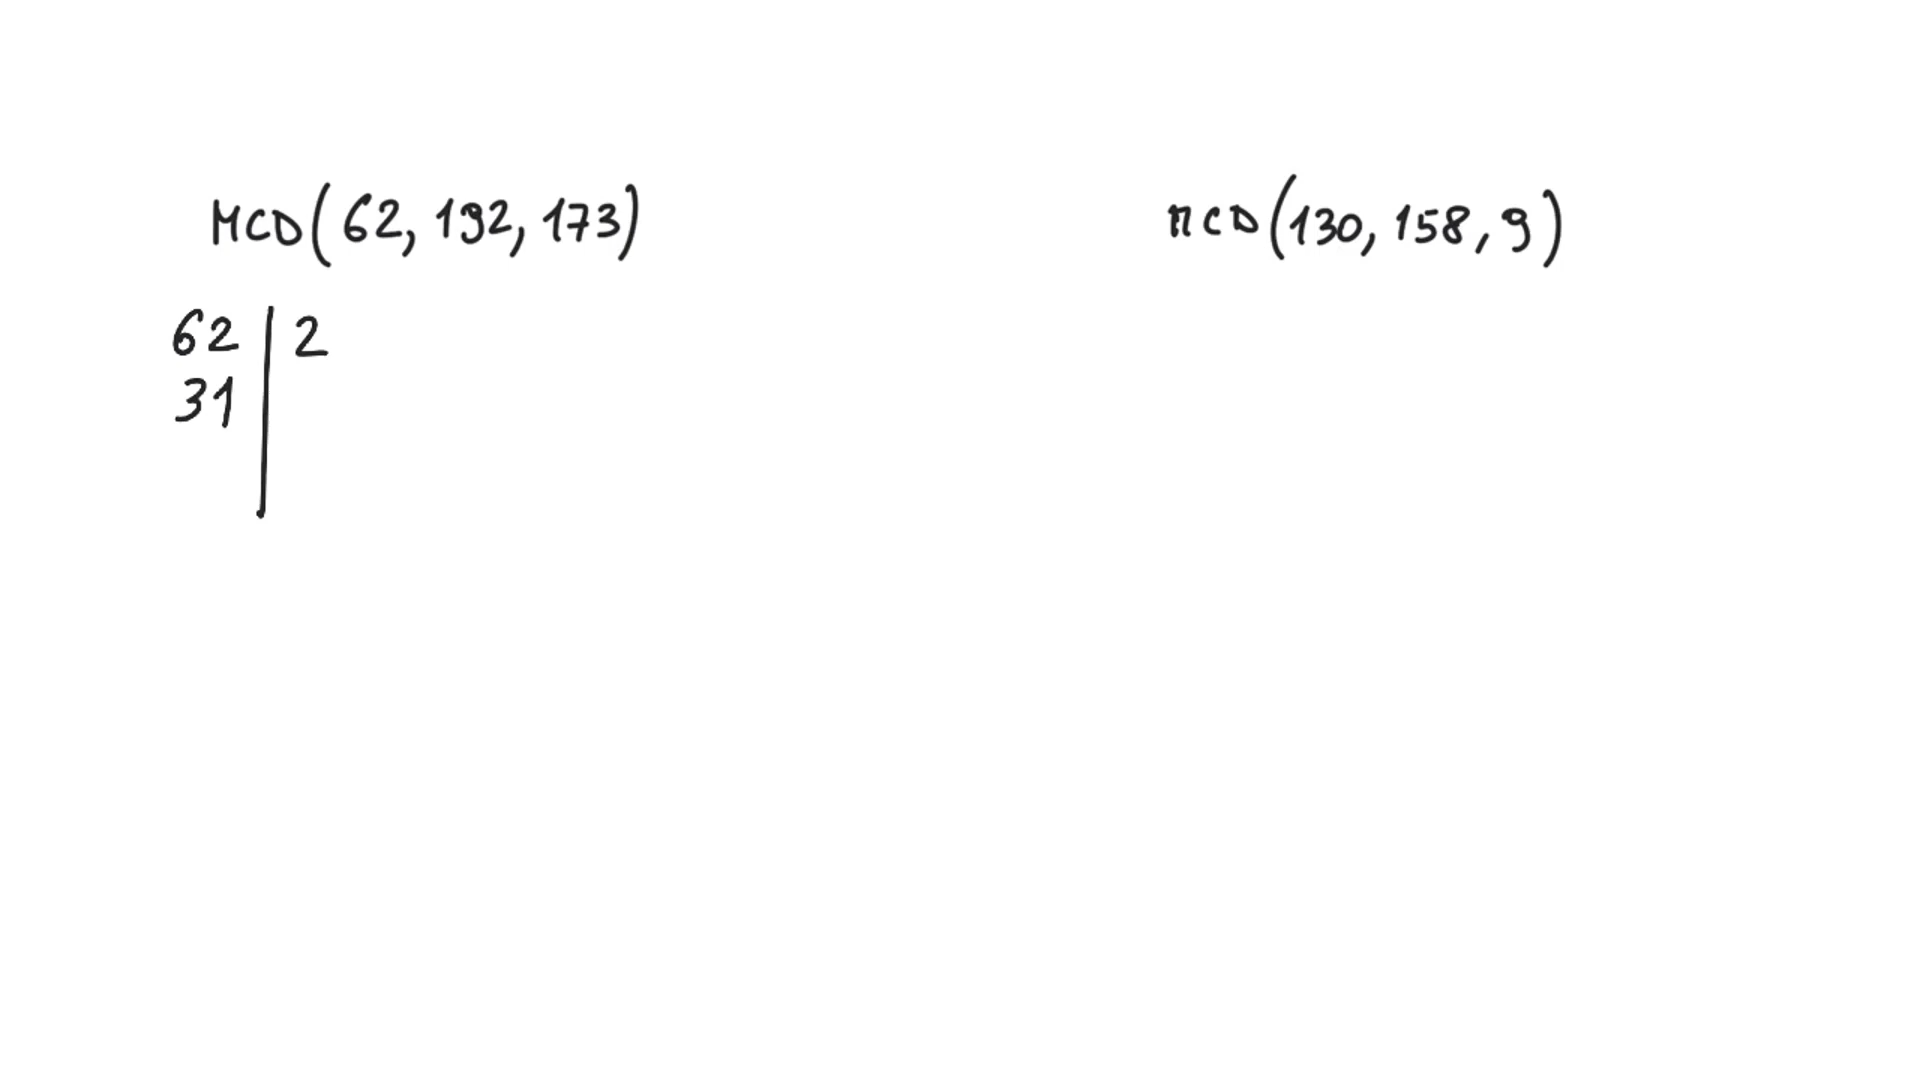 MCD(62, 192, 173)
62 | 2
31 |
MCD(130, 158, 9)